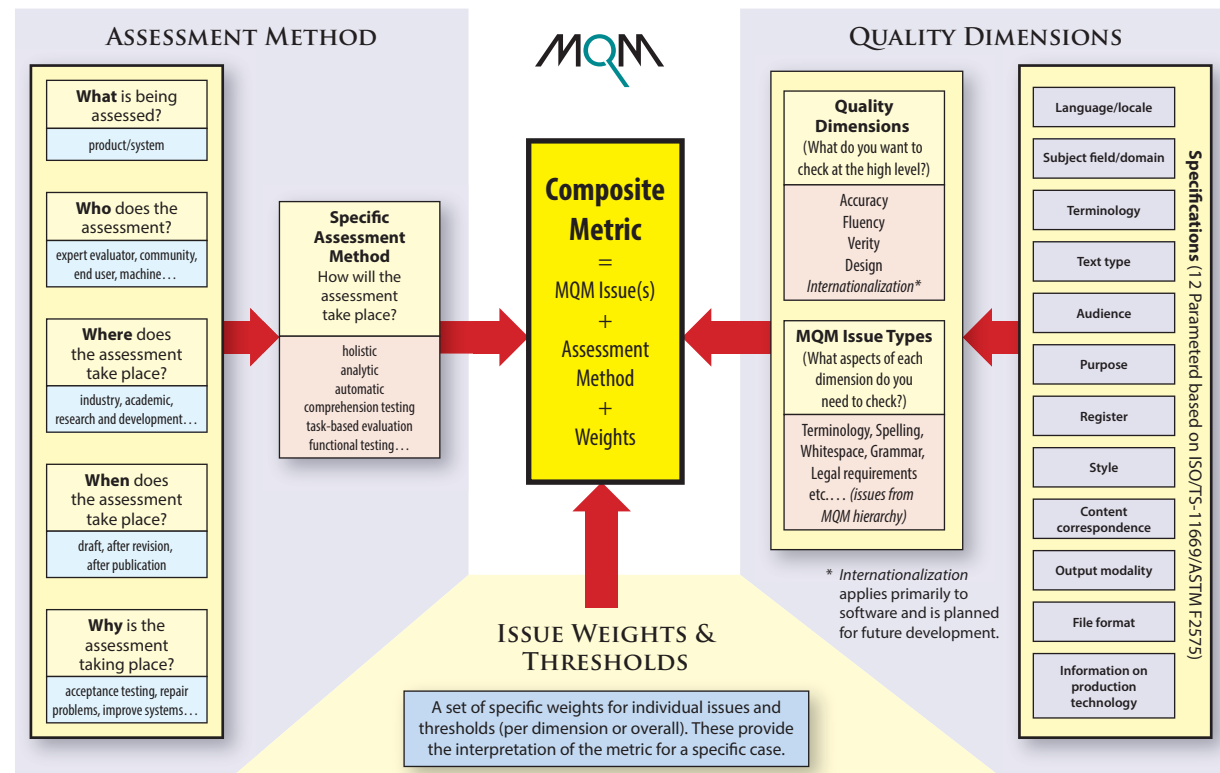 ASSESSMENT METHOD
What is being
assessed?
product/system
Who does the
assessment?
expert evaluator, community,
end user, machine…
Where does
the assessment
take place?
industry, academic,
research and development…
When does
the assessment
take place?
draft, after revision,
after publication
Why is the
assessment
taking place?
acceptance testing, repair
problems, improve systems…
Specific
Assessment
Method
How will the
assessment
take place?
holistic
analytic
automatic
comprehension testing
task-based evaluation
functional testing…
MQM
Composite
Metric
=
MQM Issue(s)
+
Assessment
Method
+
Weights
ISSUE WEIGHTS &
THRESHOLDS
A set of specific weights for individual issues and
thresholds (per dimension or overall). These provide
the interpretation of the metric for a specific case.
QUALITY DIMENSIONS
Quality
Dimensions
(What do you want to
check at the high level?)
Accuracy
Fluency
Verity
Design
Internationalization*
MQM Issue Types
(What aspects of each
dimension do you
need to check?)
Terminology, Spelling,
Whitespace, Grammar,
Legal requirements
etc.… (issues from
MQM hierarchy)
* Internationalization
applies primarily to
software and is planned
for future development.
Language/locale
Subject field/domain
Terminology
Text type
Audience
Purpose
Register
Style
Content
correspondence
Output modality
File format
Information on
production
technology
Specifications (12 Parameterd based on ISO/TS-11669/ASTM F2575)